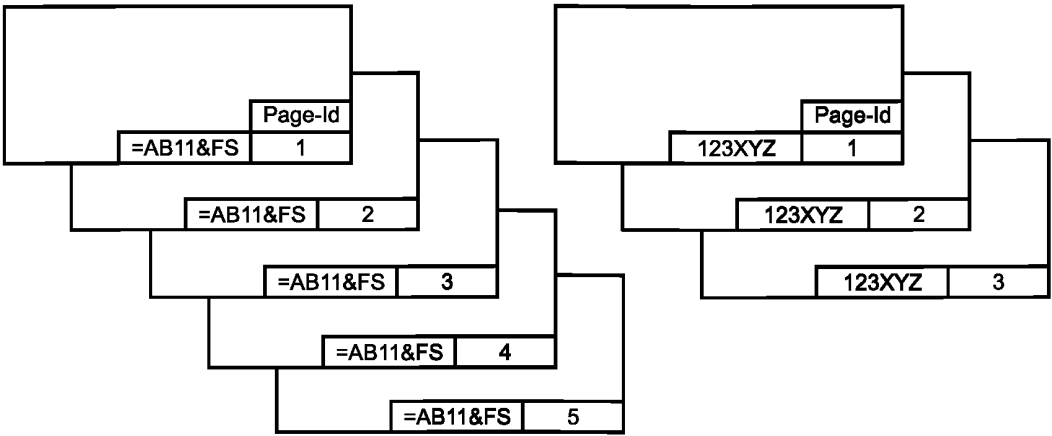 Page-Id
=AB11&FS 1
=AB11&FS 2
=AB11&FS 3
=AB11&FS 4
=AB11&FS 5
Page-Id
123XYZ 1
123XYZ 2
123XYZ 3